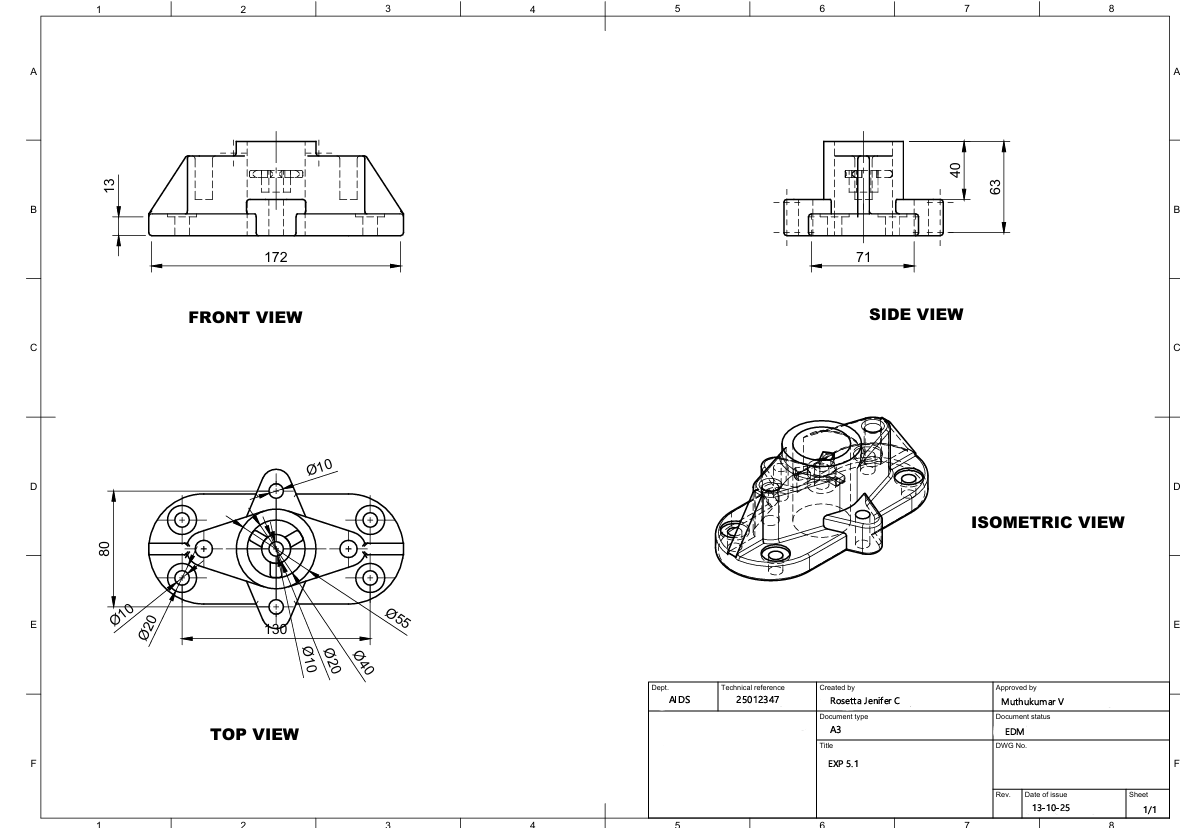 1 2 3 4 5 6 7 8
A A
13
40
63
B B
172
71
FRONT VIEW
SIDE VIEW
C C
Ø10
D D
80
ISOMETRIC VIEW
Ø10
Ø20
130
Ø55
E E
Ø10
Ø20
Ø40
TOP VIEW
Dept. Technical reference Created by Approved by
AIDS 25012347 Rosetta Jenifer C Muthukumar V
Document type Document status
A3 EDM
Title DWG No.
EXP 5.1
F F
Rev. Date of issue Sheet
13-10-25 1/1
1 2 3 4 5 6 7 8